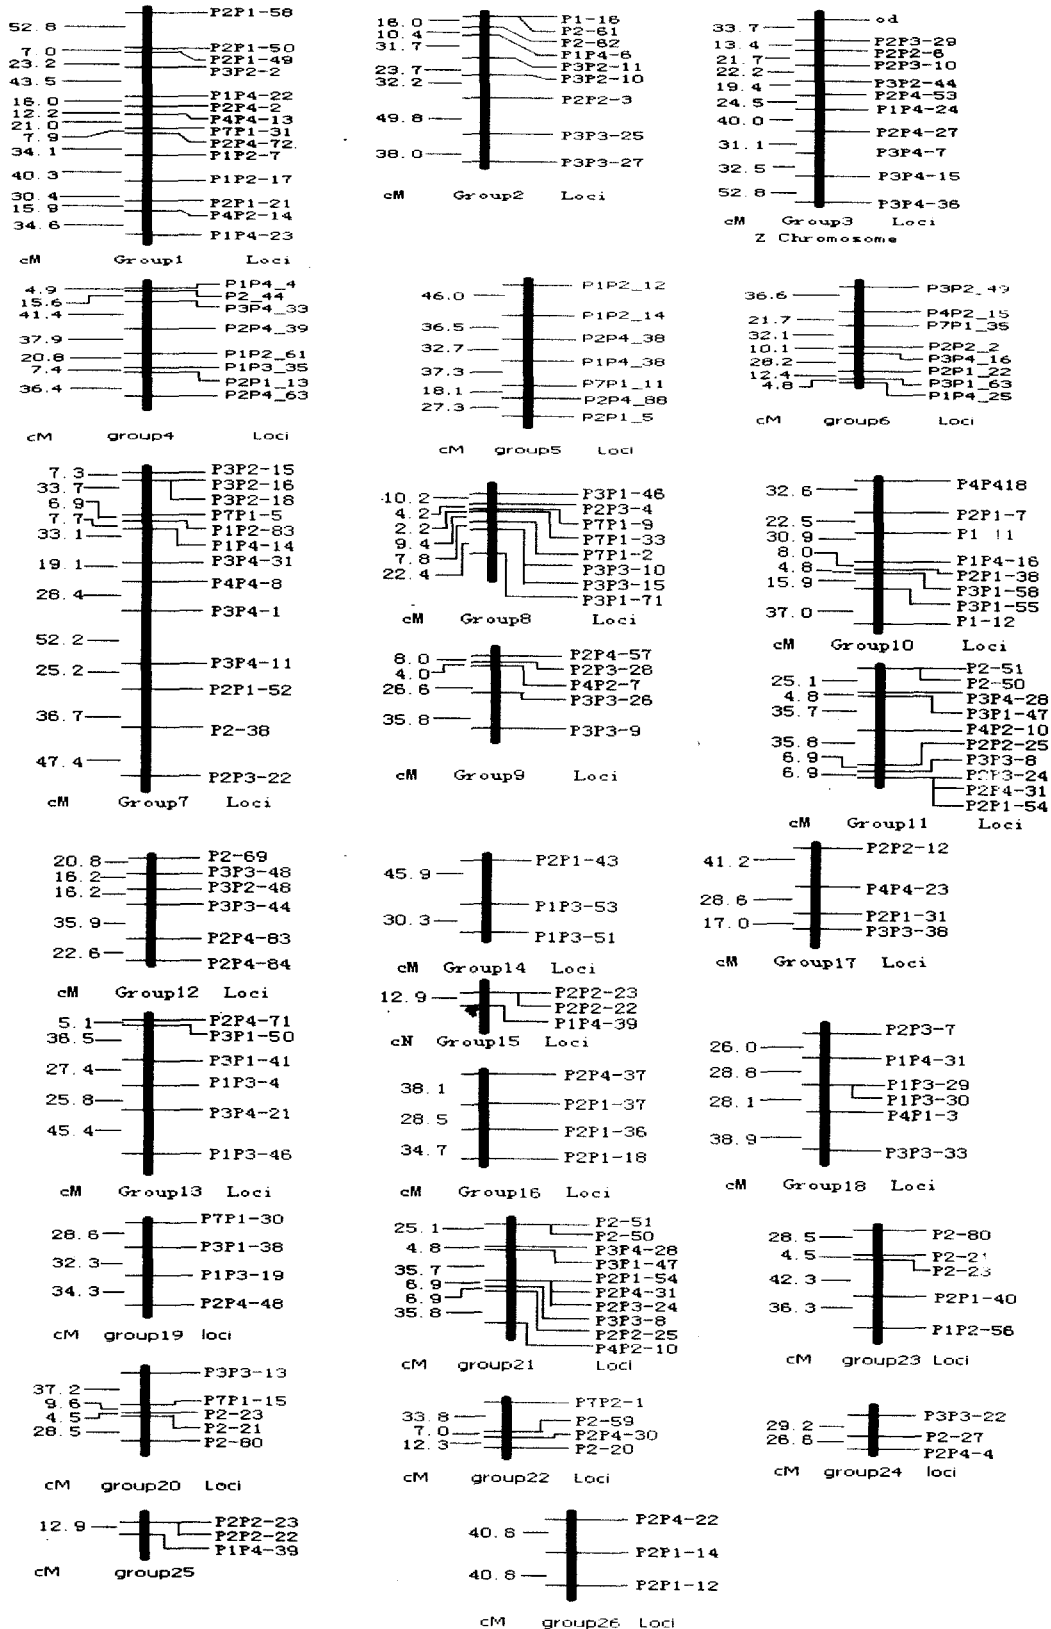 52.8
7.0
23.2
43.5
16.0
12.2
21.0
7.9
34.1
40.3
30.4
15.9
34.6
P2P1-58
P2P1-50
P2P1-49
P3P2-2
P1P4-22
P2P4-2
P4P4-13
P7P1-31
P2P4-72
P1P2-7
P1P2-17
P2P1-21
P4P2-14
P1P4-23
cM Group1 Loci
16.0
10.4
31.7
23.7
32.2
49.8
38.0
P1-16
P2-61
P2-62
P1P4-6
P3P2-11
P3P2-10
P2P2-3
P3P3-25
P3P3-27
cM Group2 Loci
33.7
13.4
21.7
22.2
19.4
24.5
40.0
31.1
32.5
52.8
od
P2P3-29
P2P2-6
P2P3-10
P3P2-44
P2P4-53
P1P4-24
P2P4-27
P3P4-7
P3P4-15
P3P4-36
cM Group3 Loci
Z Chromosome
4.9
15.6
41.4
37.9
20.8
7.4
36.4
P1P4_4
P2_44
P3P4_33
P2P4_39
P1P2_61
P1P3_35
P2P1_13
P2P4_63
cM group4 Loci
46.0
36.5
32.7
37.3
18.1
27.3
P1P2_12
P1P2_14
P2P4_38
P1P4_38
P7P1_11
P2P4_88
P2P1_5
cM group5 Loci
36.6
21.7
32.1
10.1
28.2
12.4
4.8
P3P2_49
P4P2_15
P7P1_35
P2P2_2
P3P4_16
P2P1_22
P3P1_63
P1P4_25
cM group6 Loci
7.3
33.7
6.9
7.7
33.1
19.1
28.4
52.2
25.2
36.7
47.4
P3P2-15
P3P2-16
P3P2-18
P7P1-5
P1P2-83
P1P4-14
P3P4-31
P4P4-8
P3P4-1
P3P4-11
P2P1-52
P2-38
P2P3-22
cM Group7 Loci
10.2
4.2
2.2
9.4
7.8
22.4
P3P1-46
P2P3-4
P7P1-9
P7P1-33
P7P1-2
P3P3-10
P3P3-15
P3P1-71
cM Group8 Loci
8.0
4.0
26.6
35.8
P2P4-57
P2P3-28
P4P2-7
P3P3-26
P3P3-9
cM Group9 Loci
32.6
22.5
30.9
8.0
4.8
15.9
37.0
P4P418
P2P1-7
P1P4-16
P2P1-38
P3P1-58
P3P1-55
P1-12
cM Group10 Loci
25.1
4.8
35.7
35.8
6.9
6.9
P2-51
P2-50
P3P4-28
P3P1-47
P4P2-10
P2P2-25
P3P3-8
P2P3-24
P2P4-31
P2P1-54
cM Group11 Loci
20.8
16.2
16.2
35.9
22.6
P2-69
P3P3-48
P3P2-48
P3P3-44
P2P4-83
P2P4-84
cM Group12 Loci
45.9
30.3
P2P1-43
P1P3-53
P1P3-51
cM Group14 Loci
41.2
28.6
17.0
P2P2-12
P4P4-23
P2P1-31
P3P3-38
cM Group17 Loci
5.1
36.5
27.4
25.8
45.4
P2P4-71
P3P1-50
P3P1-41
P1P3-4
P3P4-21
P1P3-46
cM Group13 Loci
12.9
P2P2-23
P2P2-22
P1P4-39
cN Group15 Loci
38.1
28.5
34.7
P2P4-37
P2P1-37
P2P1-36
P2P1-18
cM Group16 Loci
26.0
28.8
28.1
38.9
P2P3-7
P1P4-31
P1P3-29
P1P3-30
P4P1-3
P3P3-33
cM Group18 Loci
28.6
32.3
34.3
P7P1-30
P3P1-38
P1P3-19
P2P4-48
cM group19 loci
25.1
4.8
35.7
6.9
6.9
35.8
P2-51
P2-50
P3P4-28
P3P1-47
P2P1-54
P2P4-31
P2P3-24
P3P3-8
P2P2-25
P4P2-10
cM group21 Loci
28.5
4.5
42.3
36.3
P2-80
P2-21
P2-23
P2P1-40
P1P2-56
cM group23 Loci
37.2
9.6
4.5
28.5
P3P3-13
P7P1-15
P2-23
P2-21
P2-80
cM group20 Loci
33.8
7.0
12.3
P7P2-1
P2-59
P2P4-30
P2-20
cM group22 Loci
29.2
26.6
P3P3-22
P2-27
P2P4-4
cM group24 loci
12.9
P2P2-23
P2P2-22
P1P4-39
cM group25
40.8
40.8
P2P4-22
P2P1-14
P2P1-12
cM group26 Loci